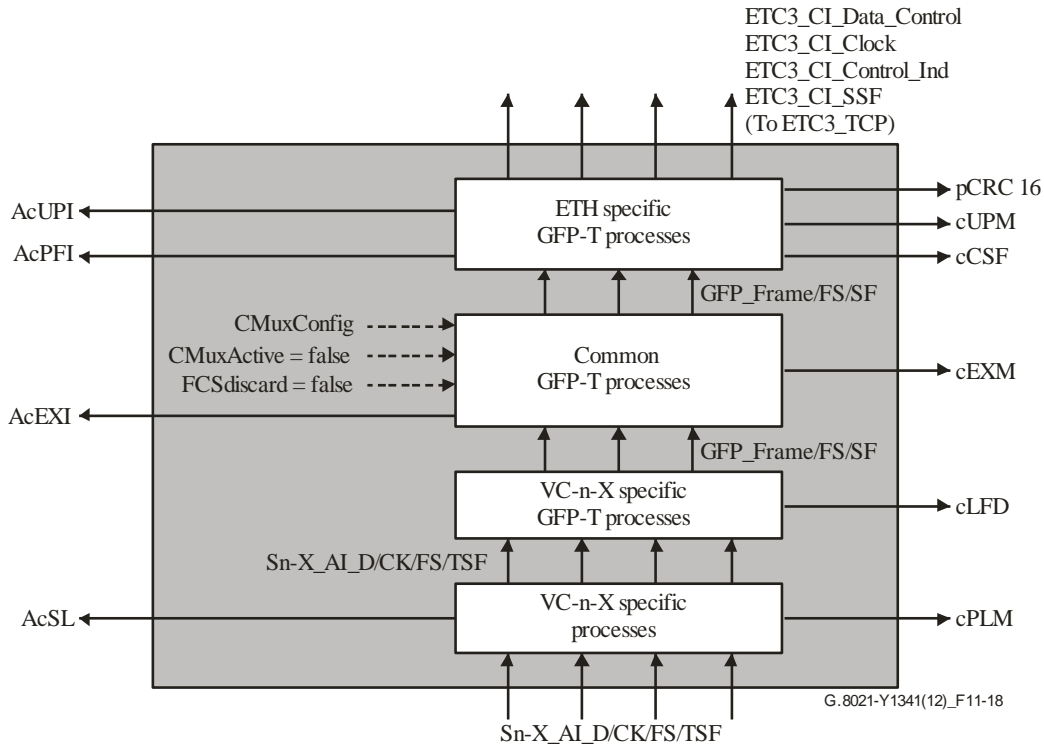 ETC3_CI_Data_Control
ETC3_CI_Clock
ETC3_CI_Control_Ind
ETC3_CI_SSF
(To ETC3_TCP)
AcUPI
AcPFI
ETH specific
GFP-T processes
pCRC 16
cUPM
cCSF
GFP_Frame/FS/SF
CMuxConfig
CMuxActive = false
FCSdiscard = false
Common
GFP-T processes
cEXM
AcEXI
GFP_Frame/FS/SF
VC-n-X specific
GFP-T processes
cLFD
Sn-X_AI_D/CK/FS/TSF
AcSL
VC-n-X specific
processes
cPLM
G.8021-Y1341(12)_F11-18
Sn-X_AI_D/CK/FS/TSF